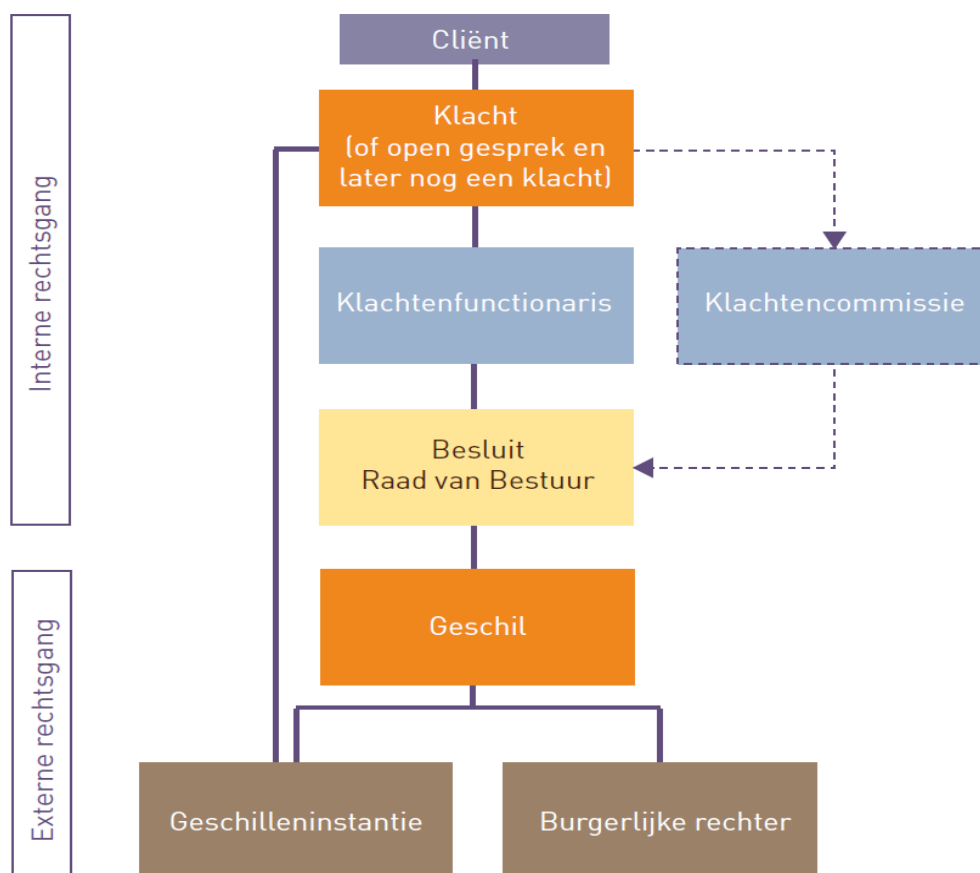 Interne rechtsgang
Cliënt
Klacht
(of open gesprek en
later nog een klacht)
Klachtenfunctionaris
Klachtencommissie
Besluit
Raad van Bestuur
Externe rechtsgang
Geschil
Geschilleninstantie
Burgerlijke rechter